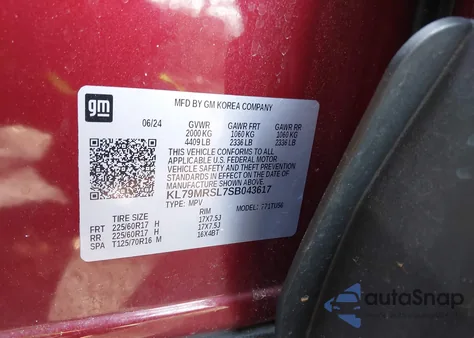 gm
MFD BY GM KOREA COMPANY
06/24 GVWR GAWR FRT GAWR RR
2000 KG 1060 KG 1060 KG
4409 LB 2336 LB 2336 LB
THIS VEHICLE CONFORMS TO ALL
APPLICABLE U.S. FEDERAL MOTOR
VEHICLE SAFETY AND THEFT PREVENTION
STANDARDS IN EFFECT ON THE DATE OF
MANUFACTURE SHOWN ABOVE.
KL79MRSL7SB043617
TYPE: MPV MODEL: 771TU56
TIRE SIZE RIM
FRT 225/60R17 H 17X7.5J
RR 225/60R17 H 17X7.5J
SPA T125/70R16 M 16X4BT
autoSnap